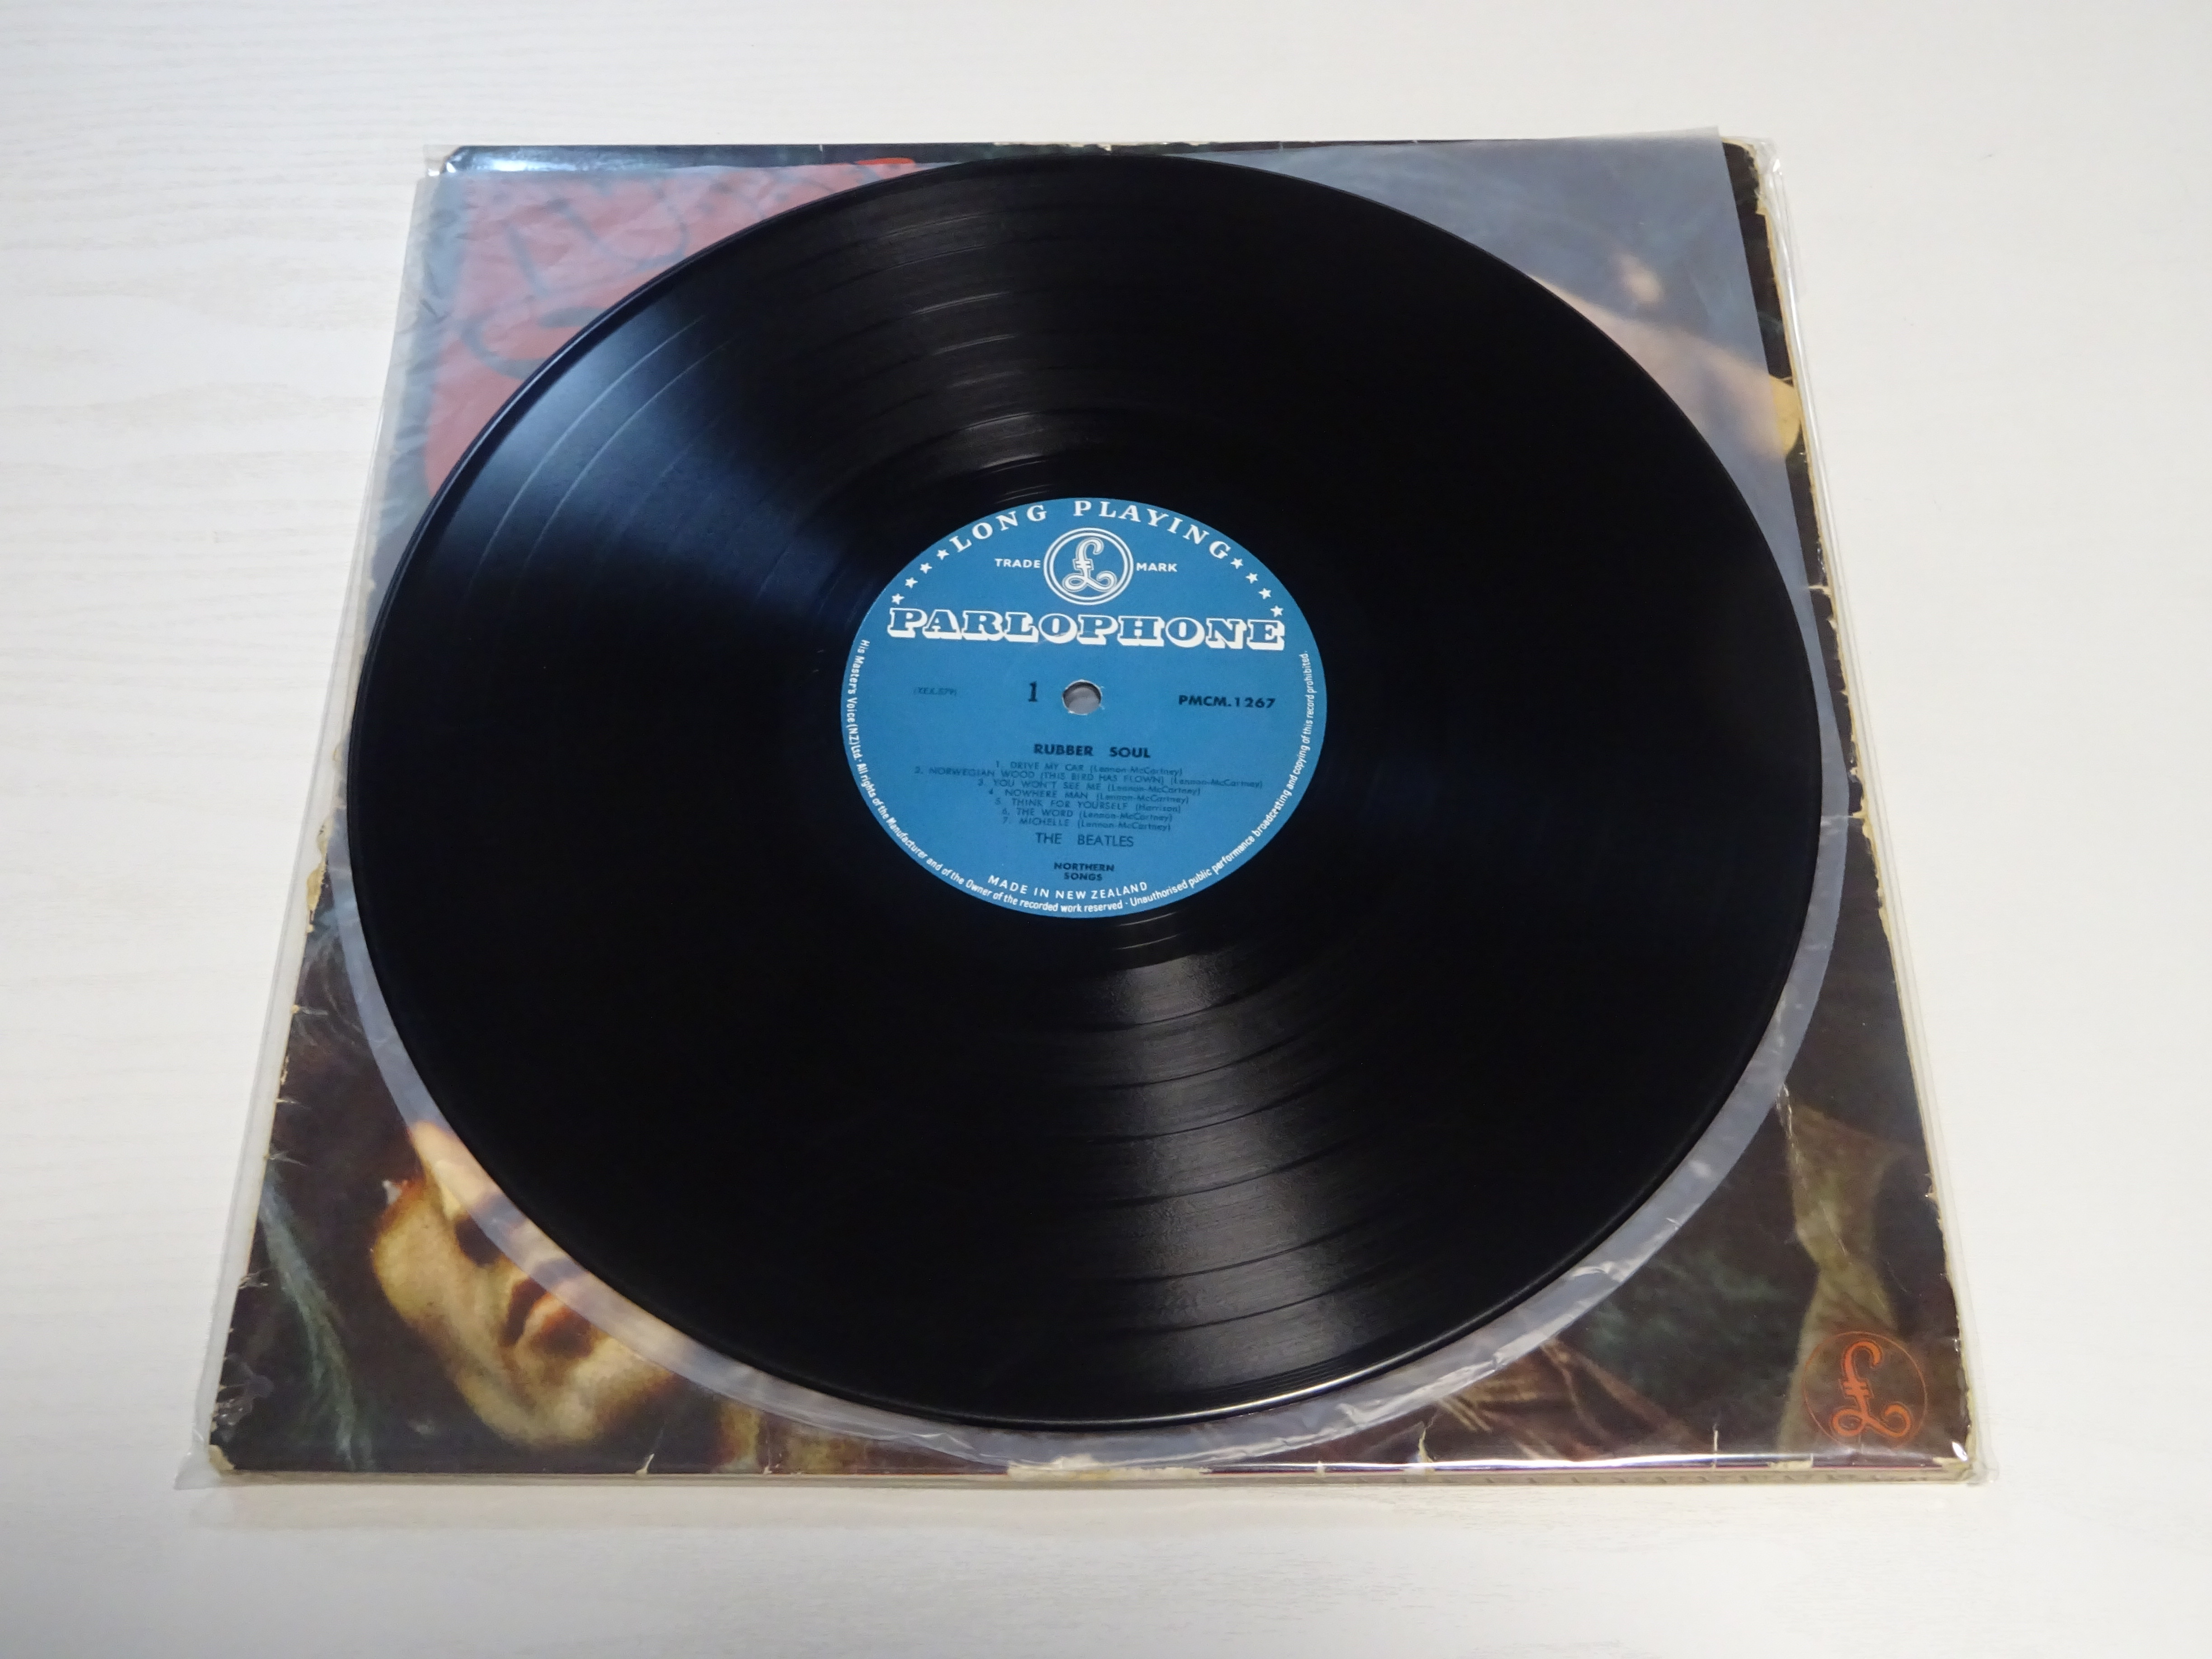 LONG PLAYING
TRADE £ MARK
PARLOPHONE
1
PMCM.1267
RUBBER SOUL
1. DRIVE MY CAR (Lennon-McCartney)
2. NORWEGIAN WOOD (THIS BIRD HAS FLOWN) (Lennon-McCartney)
3. YOU WON'T SEE ME (Lennon-McCartney)
4. NOWHERE MAN (Lennon-McCartney)
5. THINK FOR YOURSELF (Harrison)
6. THE WORD (Lennon-McCartney)
7. MICHELLE (Lennon-McCartney)
THE BEATLES
NORTHERN
SONGS
MADE IN NEW ZEALAND
His Masters Voice (N.Z.) Ltd. · All rights of the Manufacturer and of the Owner of the recorded work reserved · Unauthorised public performance broadcasting and copying of this record prohibited.
£